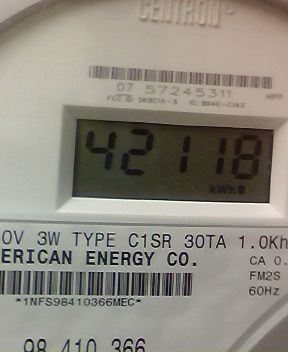 CENTRON®
07 57245311
42118
kWh
0V 3W TYPE C1SR 30TA 1.0Kh
ERICAN ENERGY CO.
CA 0.
FM2S
60Hz
*1NFS98410366MEC*
98 410 366